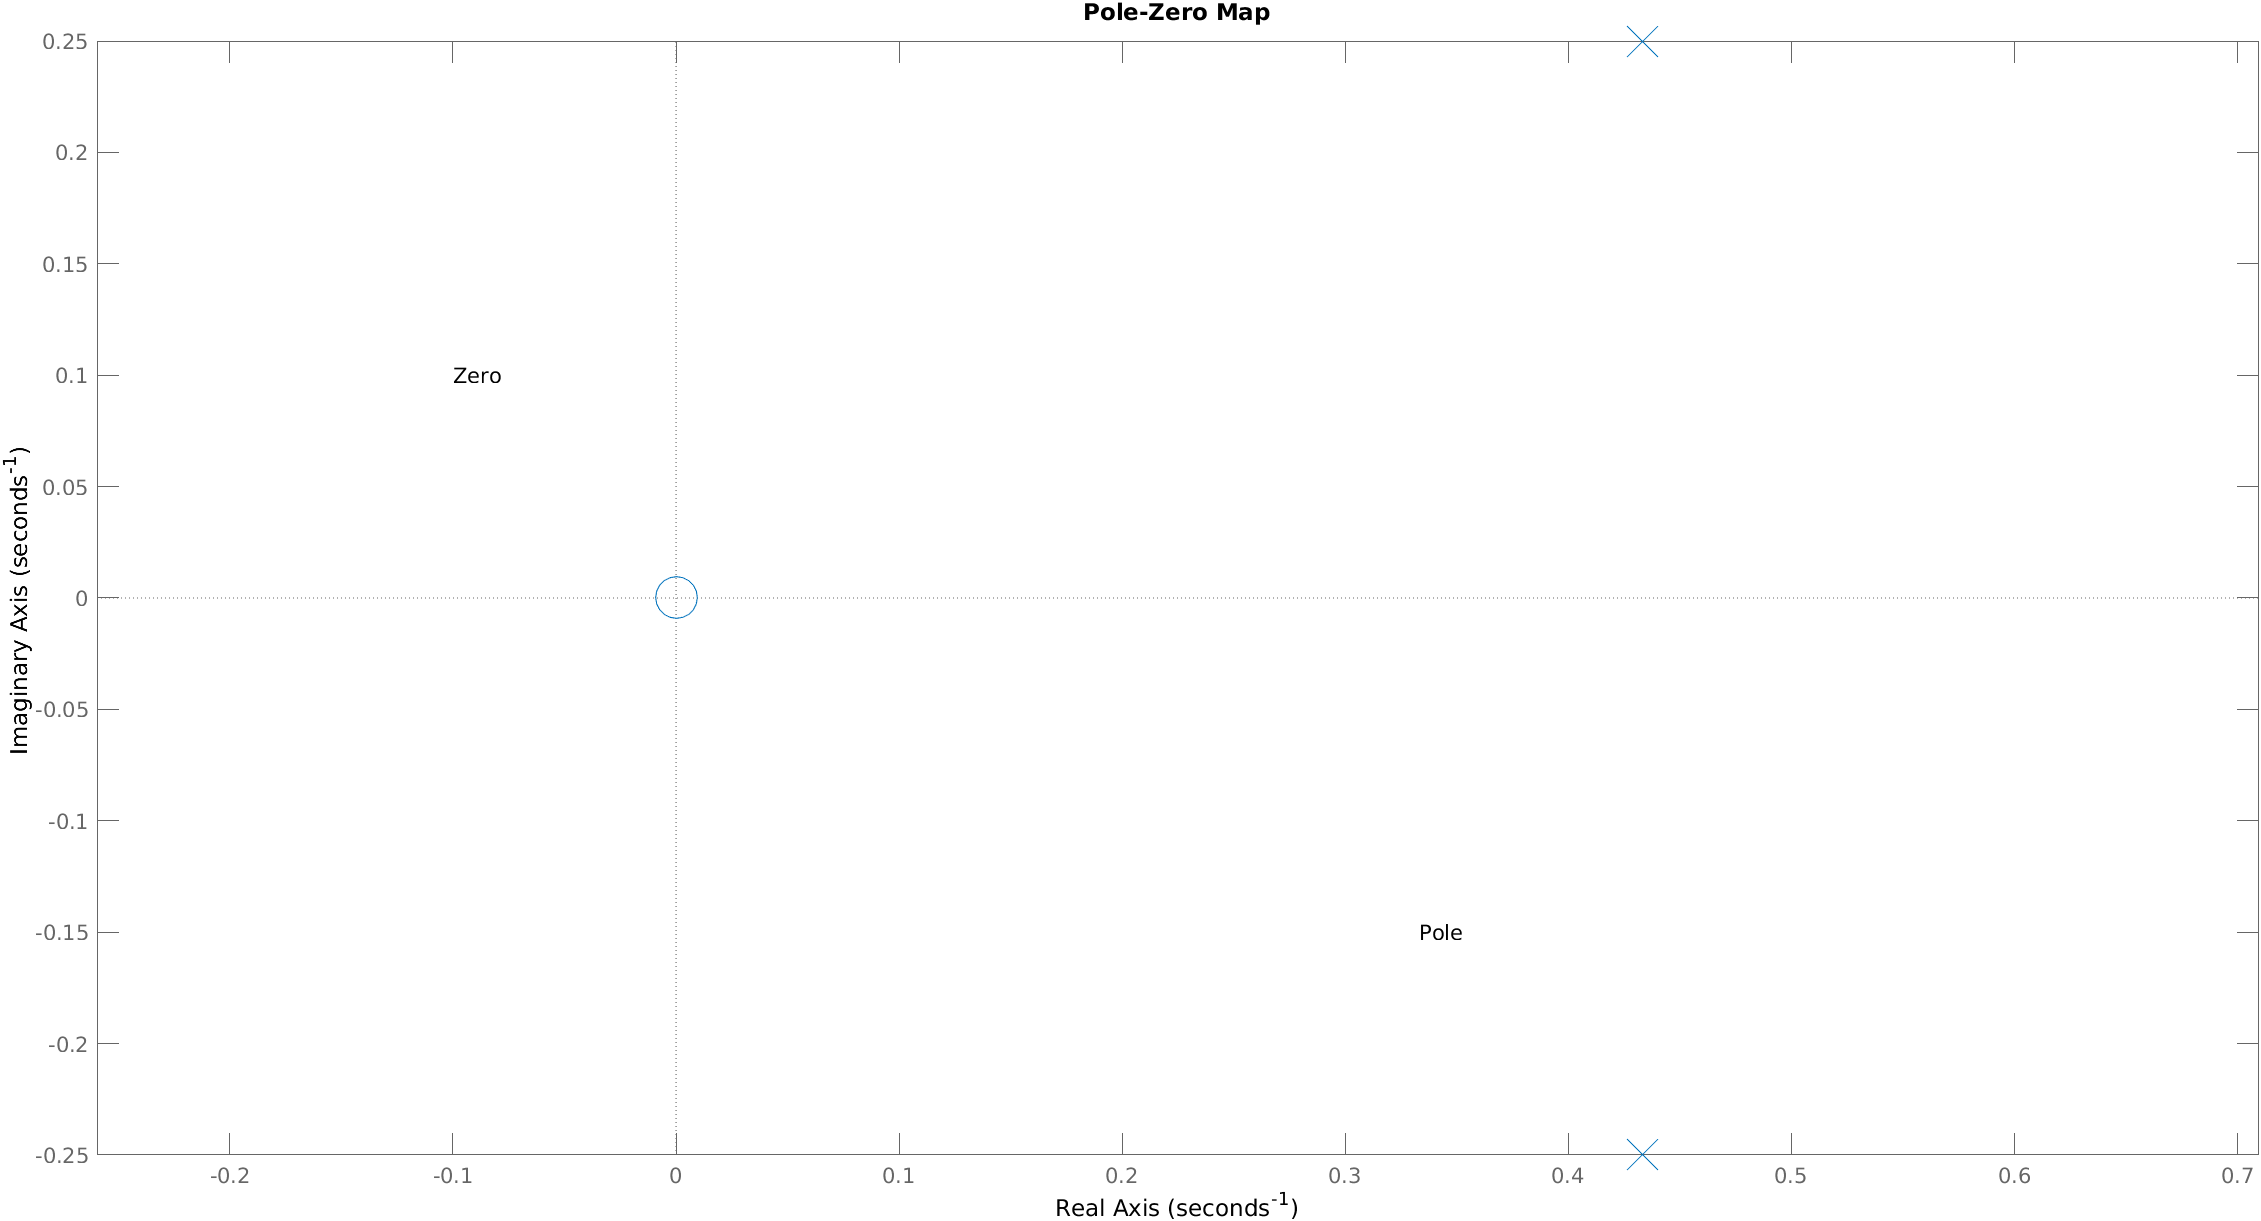 Pole-Zero Map
0.25
0.2
0.15
0.1
0.05
0
-0.05
-0.1
-0.15
-0.2
-0.25
Imaginary Axis (seconds⁻¹)
Zero
Pole
-0.2 -0.1 0 0.1 0.2 0.3 0.4 0.5 0.6 0.7
Real Axis (seconds⁻¹)